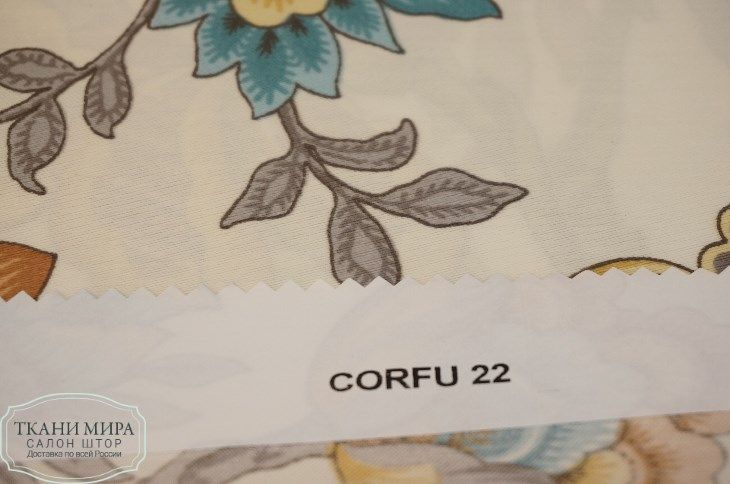 CORFU 22
ТКАНИ МИРА
САЛОН ШТОР
Доставка по всей России